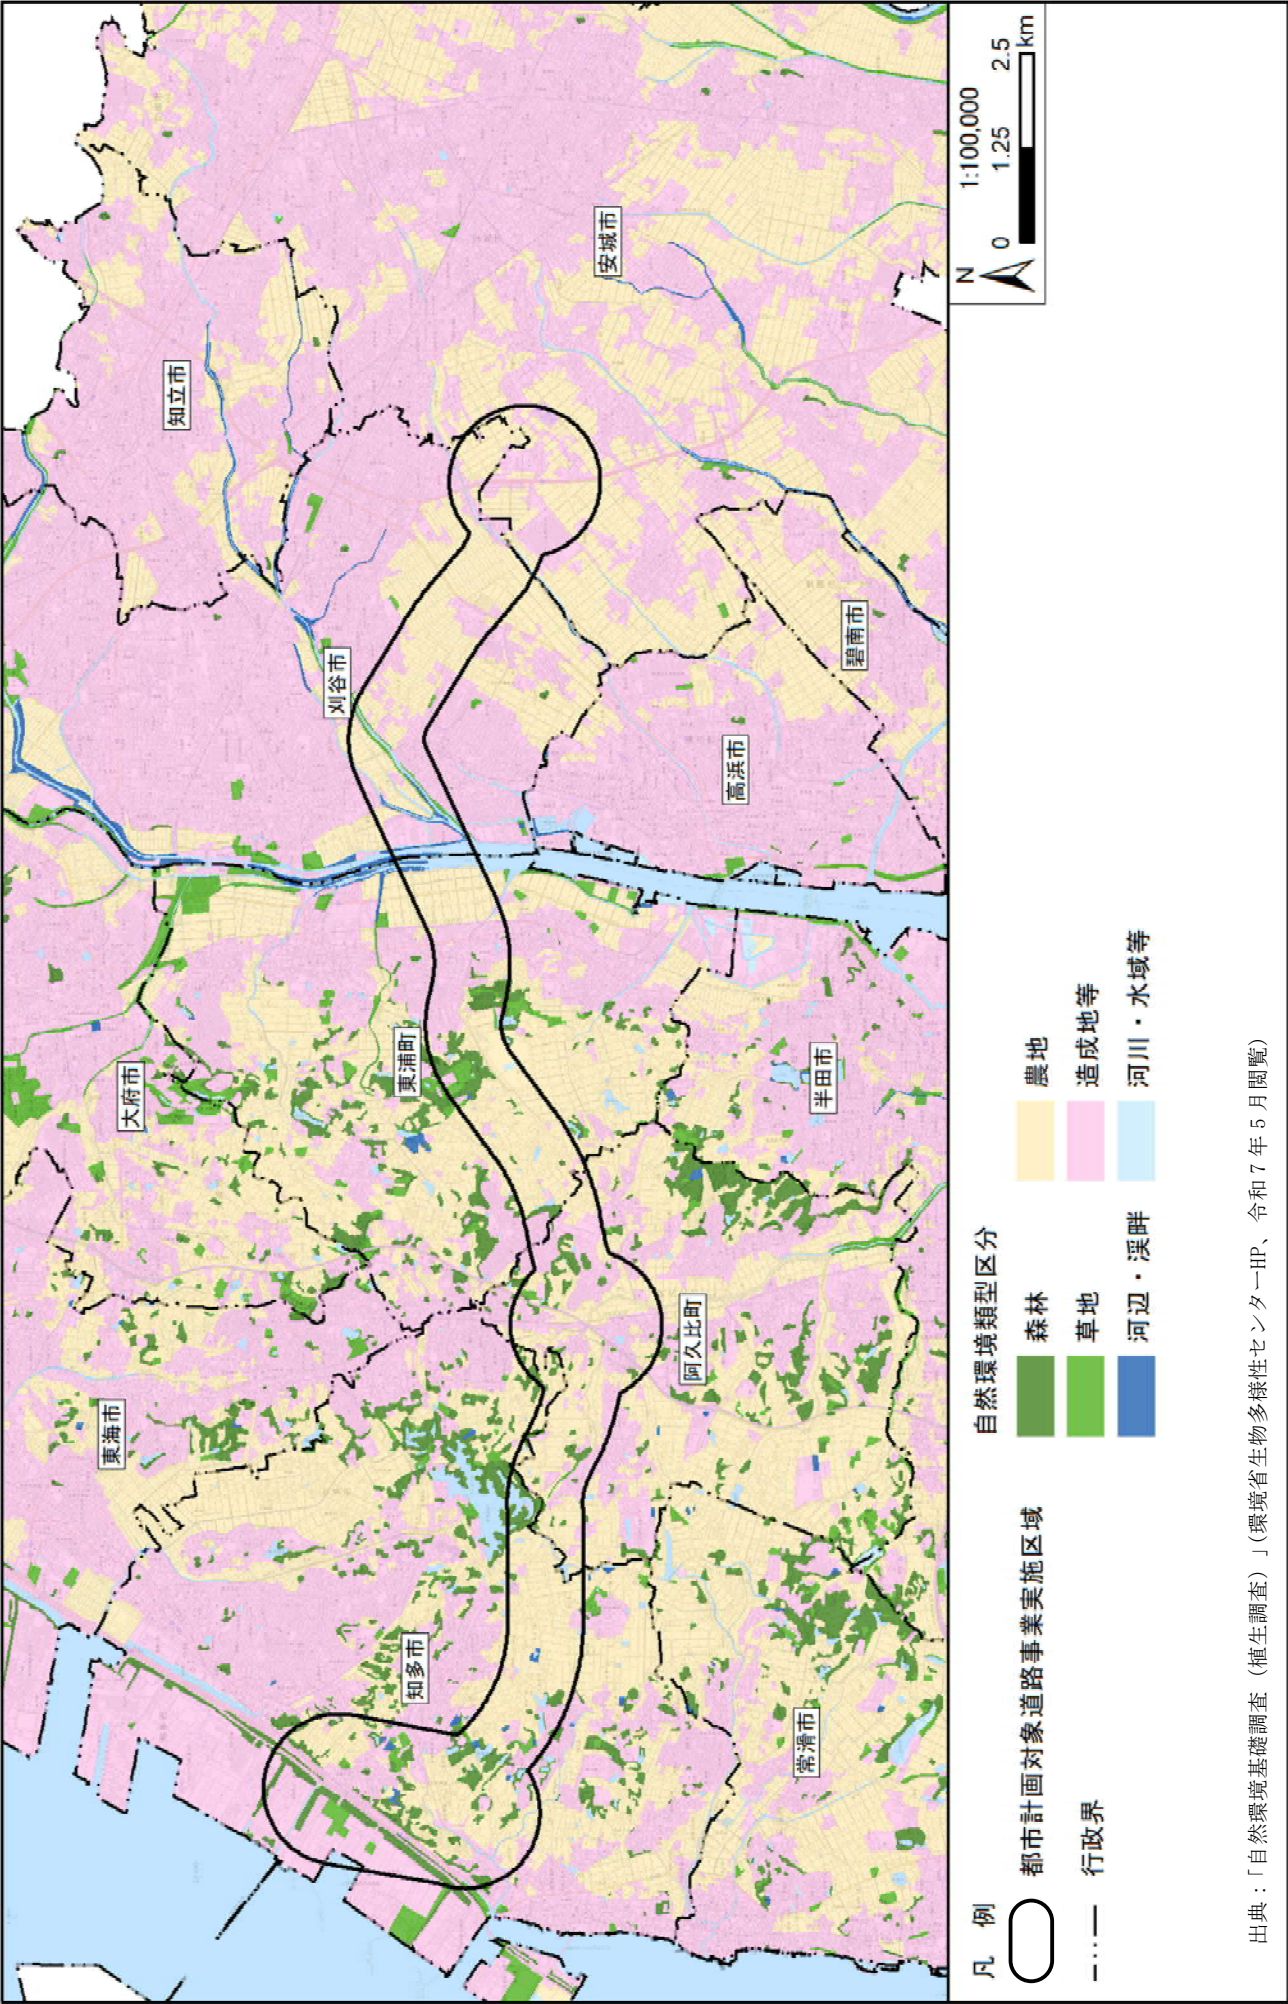 東海市
大府市
知立市
知多市
東浦町
刈谷市
安城市
阿久比町
常滑市
半田市
高浜市
碧南市
凡 例
都市計画対象道路事業実施区域
行政界
自然環境類型区分
森林
草地
河辺・渓畔
農地
造成地等
河川・水域等
N
1:100,000
0 1.25 2.5
km
出典:「自然環境基礎調査(植生調査)」(環境省生物多様性センターHP、令和7年5月閲覧)